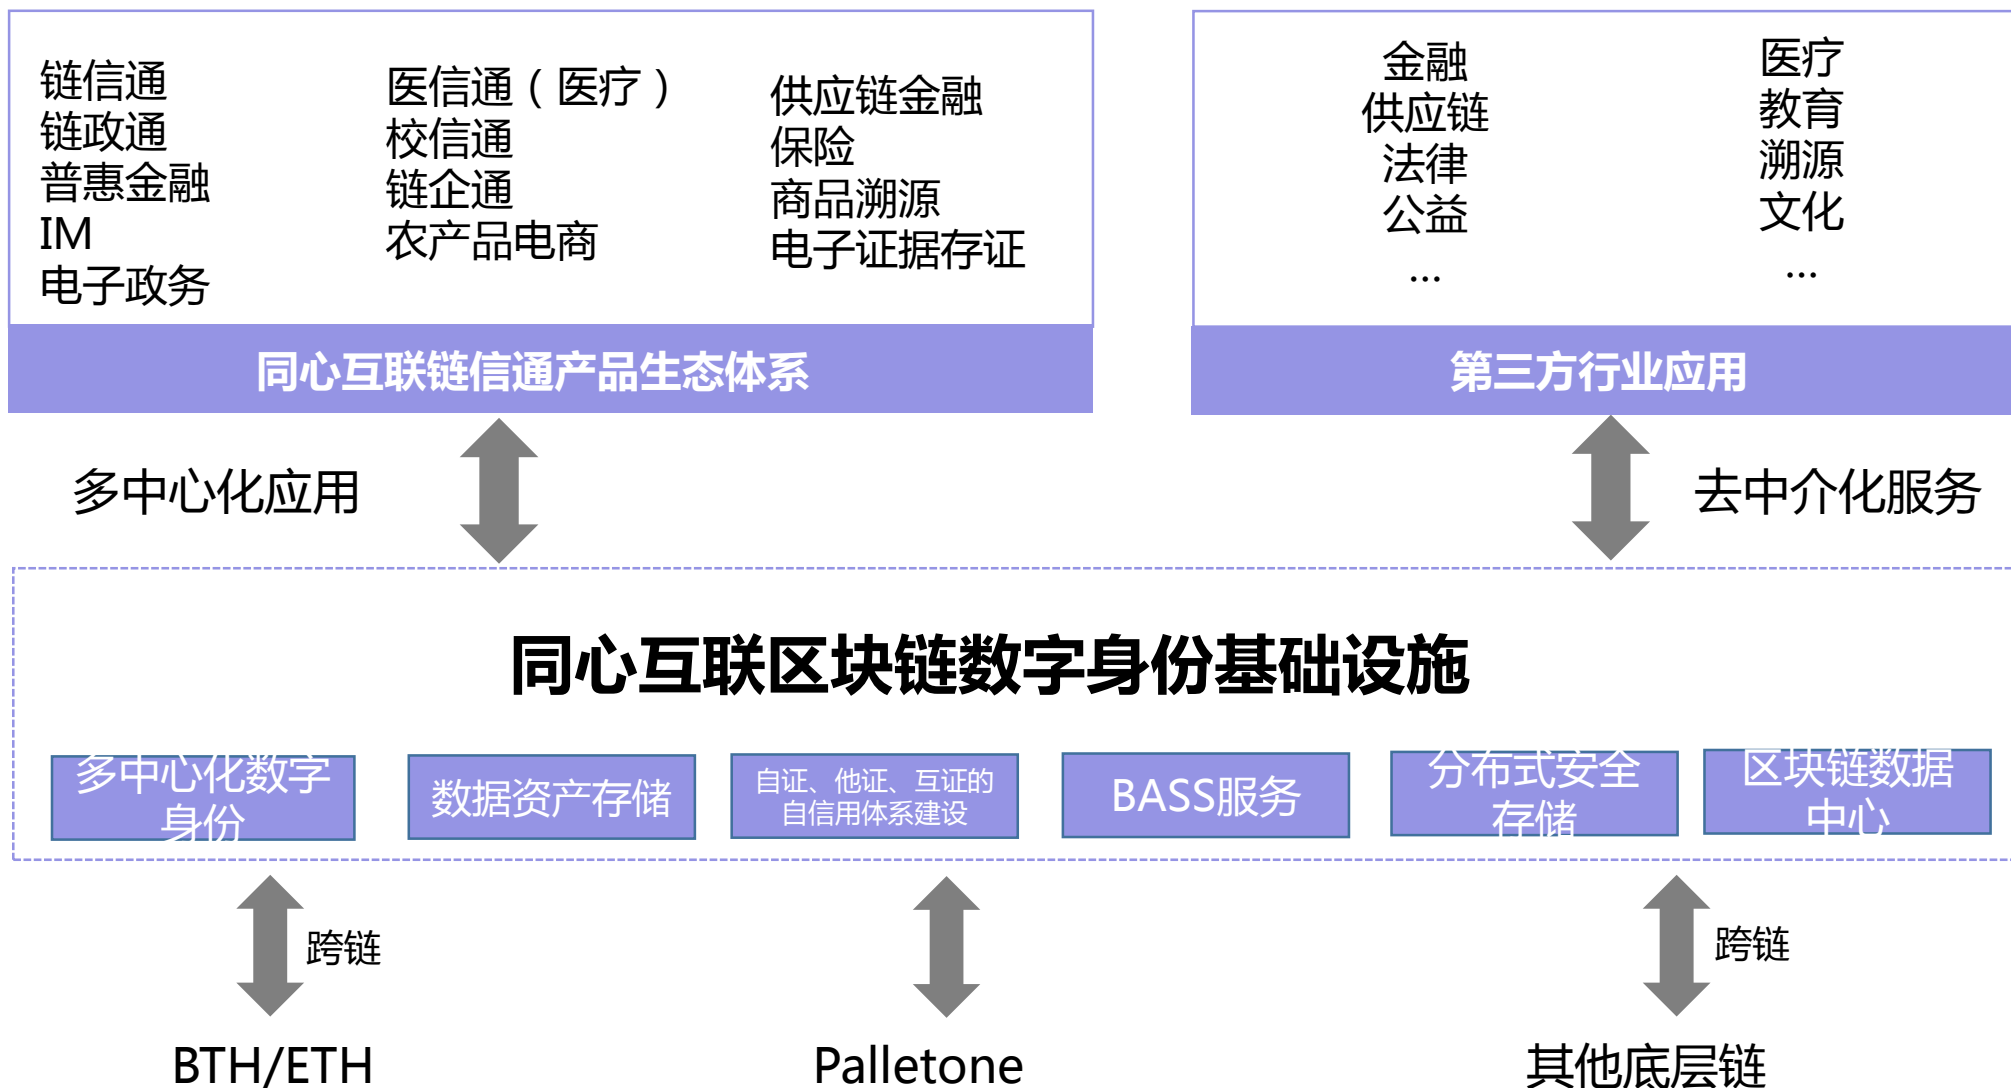 链信通
链政通
普惠金融
IM
电子政务
医信通（医疗）
校信通
链企通
农产品电商
供应链金融
保险
商品溯源
电子证据存证
同心互联链信通产品生态体系
金融
供应链
法律
公益
...
医疗
教育
溯源
文化
...
第三方行业应用
多中心化应用
去中介化服务
同心互联区块链数字身份基础设施
多中心化数字
身份
数据资产存储
自证、他证、互证的
自信用体系建设
BASS服务
分布式安全
存储
区块链数据
中心
跨链
跨链
BTH/ETH
Palletone
其他底层链